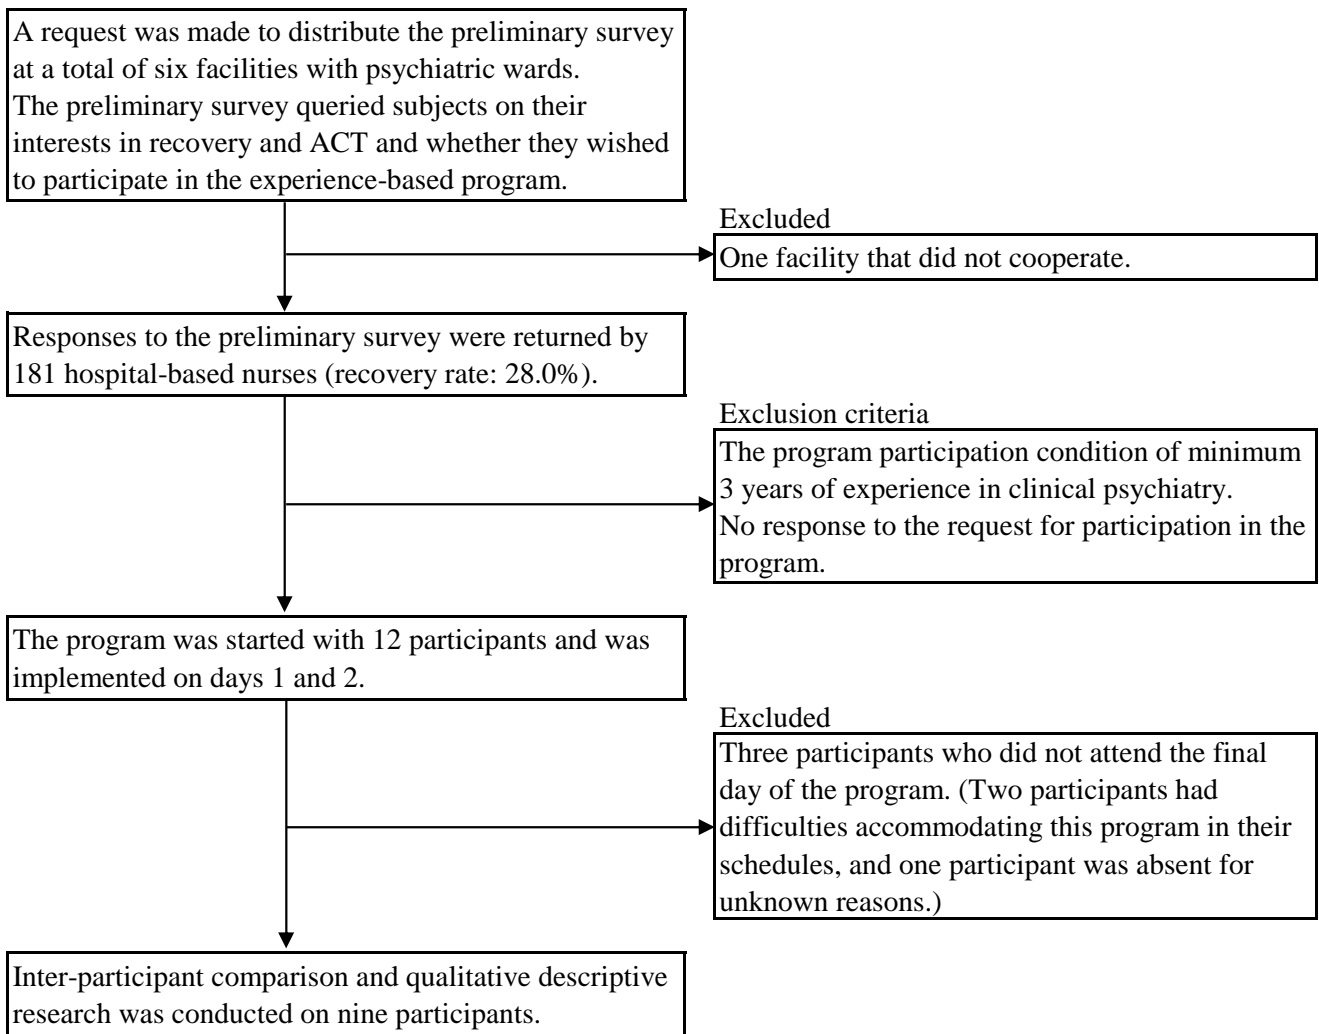 A request was made to distribute the preliminary survey
at a total of six facilities with psychiatric wards.
The preliminary survey queried subjects on their
interests in recovery and ACT and whether they wished
to participate in the experience-based program.
Excluded
One facility that did not cooperate.
Responses to the preliminary survey were returned by
181 hospital-based nurses (recovery rate: 28.0%).
Exclusion criteria
The program participation condition of minimum
3 years of experience in clinical psychiatry.
No response to the request for participation in the
program.
The program was started with 12 participants and was
implemented on days 1 and 2.
Excluded
Three participants who did not attend the final
day of the program. (Two participants had
difficulties accommodating this program in their
schedules, and one participant was absent for
unknown reasons.)
Inter-participant comparison and qualitative descriptive
research was conducted on nine participants.